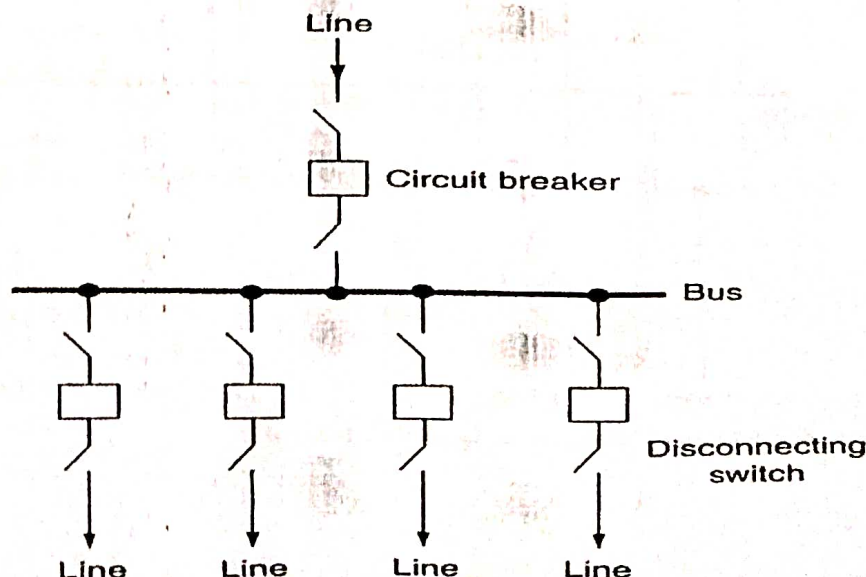 Line
Circuit breaker
Bus
Disconnecting
switch
Line
Line
Line
Line